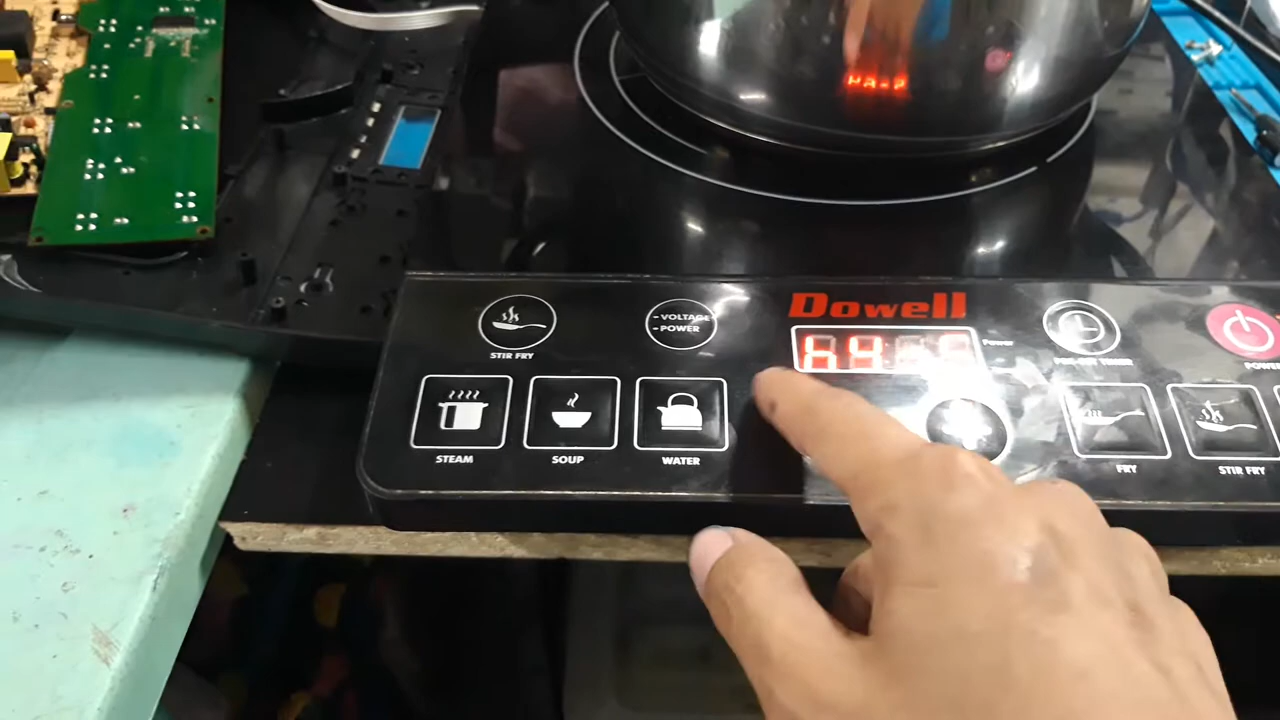 Dowell
-VOLTAGE
-POWER
Power
STIR FRY
POWER
STEAM
SOUP
WATER
FRY
STIR FRY